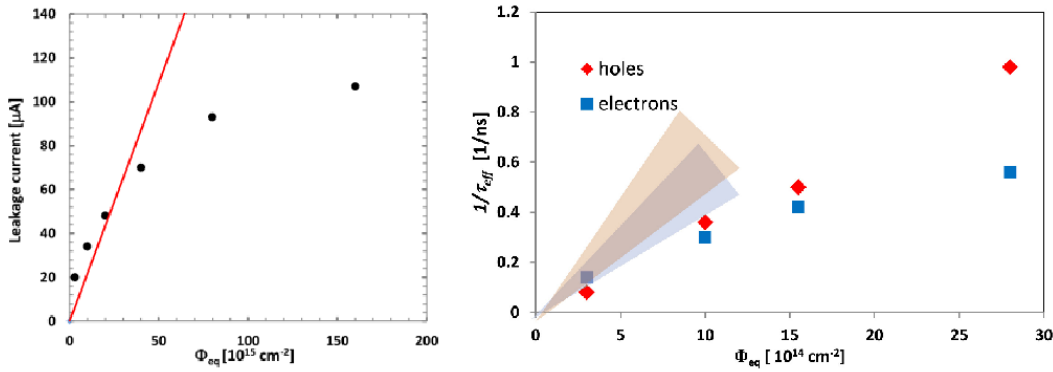 140
120
100
80
60
40
20
0
Leakage current [μA]
0 50 100 150 200
Φeq [10¹⁵ cm⁻²]
1.2
1
0.8
0.6
0.4
0.2
0
1/τeff [1/ns]
holes
electrons
0 5 10 15 20 25 30
Φeq [ 10¹⁴ cm⁻²]